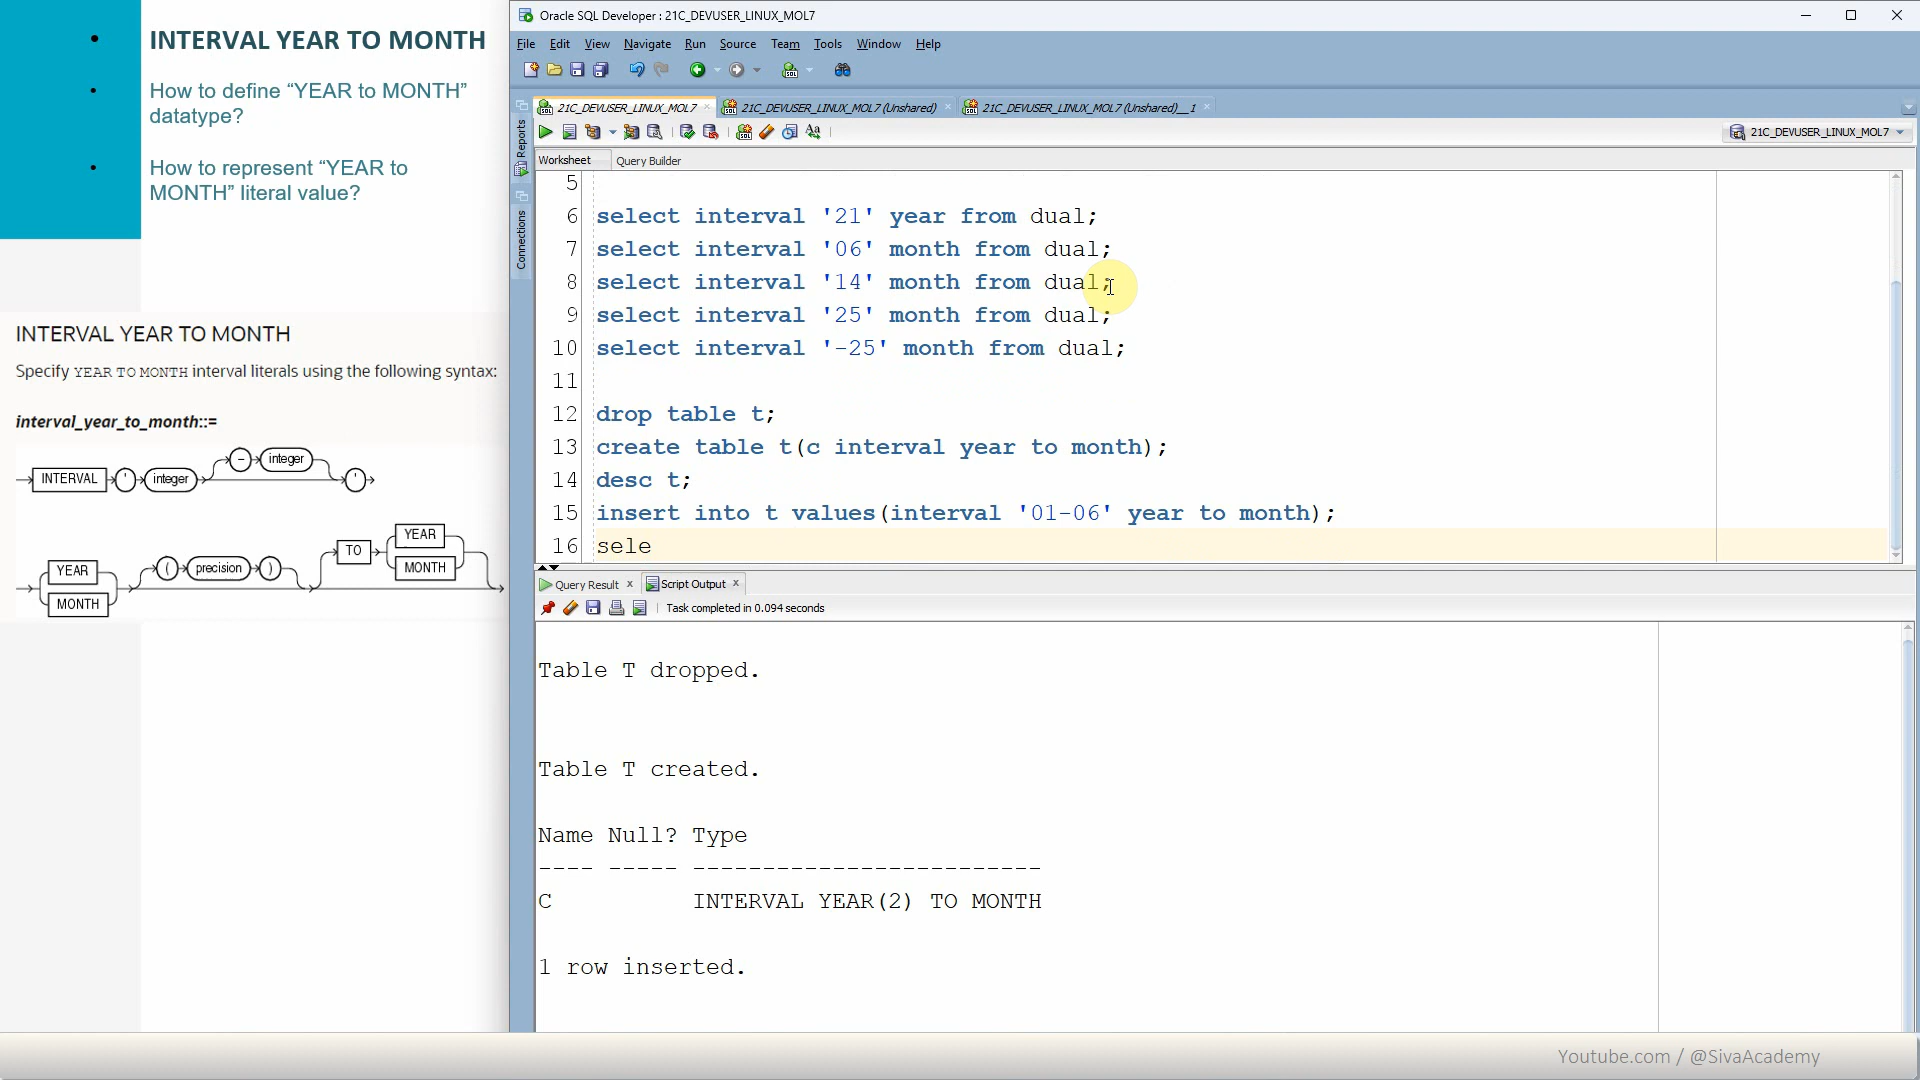 INTERVAL YEAR TO MONTH
How to define “YEAR to MONTH”
datatype?
How to represent “YEAR to
MONTH” literal value?
INTERVAL YEAR TO MONTH
Specify YEAR TO MONTH interval literals using the following syntax:
interval_year_to_month::=
INTERVAL ' integer - integer '
YEAR MONTH ( precision ) TO YEAR MONTH
Oracle SQL Developer : 21C_DEVUSER_LINUX_MOL7
File Edit View Navigate Run Source Team Tools Window Help
21C_DEVUSER_LINUX_MOL7 21C_DEVUSER_LINUX_MOL7 (Unshared) 21C_DEVUSER_LINUX_MOL7 (Unshared)__1
Aa 21C_DEVUSER_LINUX_MOL7
Reports
Connections
Worksheet Query Builder
5
6 select interval '21' year from dual;
7 select interval '06' month from dual;
8 select interval '14' month from dual;
9 select interval '25' month from dual;
10 select interval '-25' month from dual;
11
12 drop table t;
13 create table t(c interval year to month);
14 desc t;
15 insert into t values(interval '01-06' year to month);
16 sele
Query Result x Script Output x
Task completed in 0.094 seconds
Table T dropped.
Table T created.
Name Null? Type
---- ----- -------------------------
C INTERVAL YEAR(2) TO MONTH
1 row inserted.
Youtube.com / @SivaAcademy